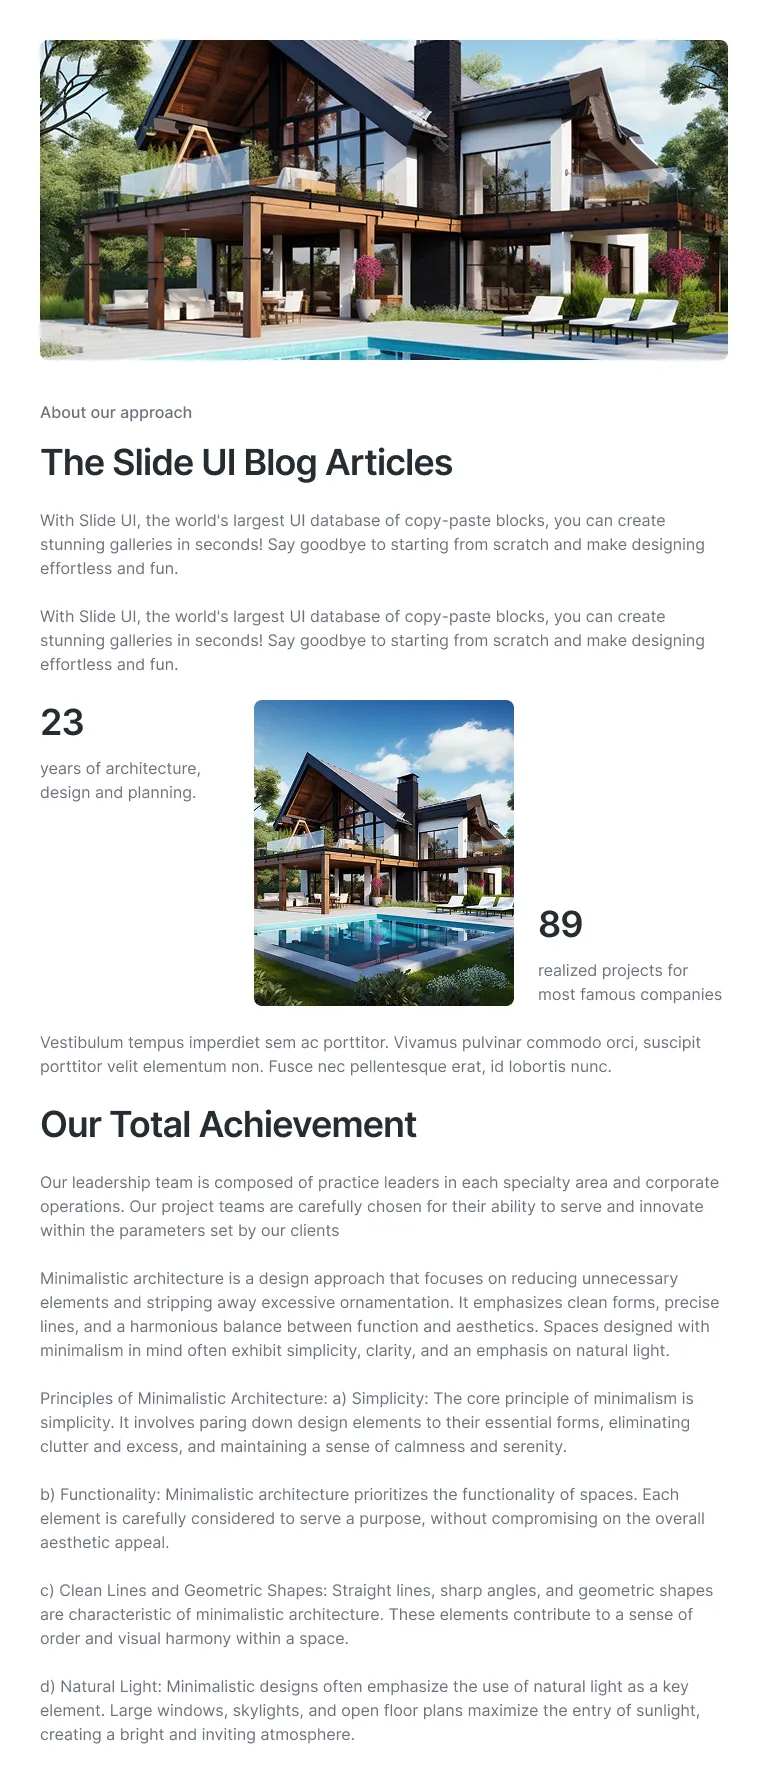 About our approach
The Slide UI Blog Articles
With Slide UI, the world's largest UI database of copy-paste blocks, you can create
stunning galleries in seconds! Say goodbye to starting from scratch and make designing
effortless and fun.
With Slide UI, the world's largest UI database of copy-paste blocks, you can create
stunning galleries in seconds! Say goodbye to starting from scratch and make designing
effortless and fun.
23
years of architecture,
design and planning.
89
realized projects for
most famous companies
Vestibulum tempus imperdiet sem ac porttitor. Vivamus pulvinar commodo orci, suscipit
porttitor velit elementum non. Fusce nec pellentesque erat, id lobortis nunc.
Our Total Achievement
Our leadership team is composed of practice leaders in each specialty area and corporate
operations. Our project teams are carefully chosen for their ability to serve and innovate
within the parameters set by our clients
Minimalistic architecture is a design approach that focuses on reducing unnecessary
elements and stripping away excessive ornamentation. It emphasizes clean forms, precise
lines, and a harmonious balance between function and aesthetics. Spaces designed with
minimalism in mind often exhibit simplicity, clarity, and an emphasis on natural light.
Principles of Minimalistic Architecture: a) Simplicity: The core principle of minimalism is
simplicity. It involves paring down design elements to their essential forms, eliminating
clutter and excess, and maintaining a sense of calmness and serenity.
b) Functionality: Minimalistic architecture prioritizes the functionality of spaces. Each
element is carefully considered to serve a purpose, without compromising on the overall
aesthetic appeal.
c) Clean Lines and Geometric Shapes: Straight lines, sharp angles, and geometric shapes
are characteristic of minimalistic architecture. These elements contribute to a sense of
order and visual harmony within a space.
d) Natural Light: Minimalistic designs often emphasize the use of natural light as a key
element. Large windows, skylights, and open floor plans maximize the entry of sunlight,
creating a bright and inviting atmosphere.